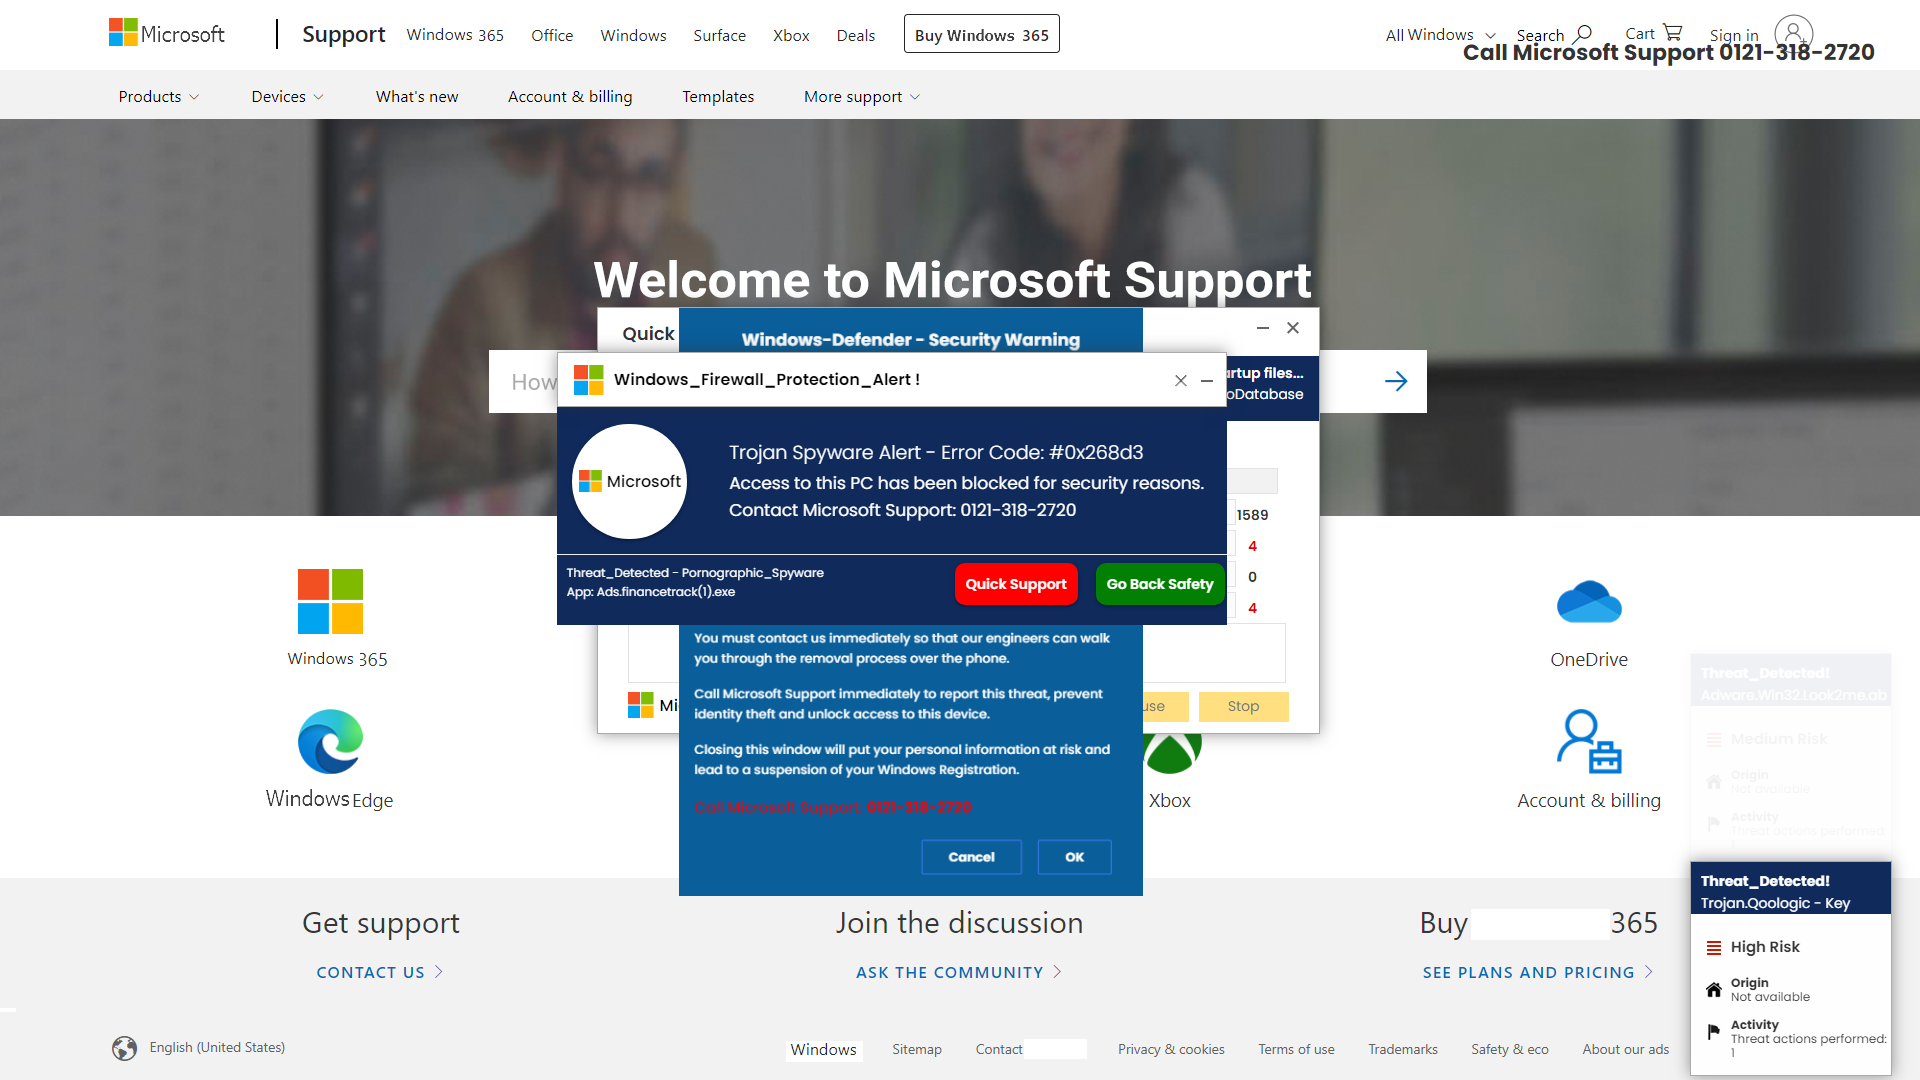 Microsoft
Support
Windows 365
Office
Windows
Surface
Xbox
Deals
Buy Windows 365
All Windows
Search
Cart
Sign in
Call Microsoft Support 0121-318-2720
Products
Devices
What's new
Account & billing
Templates
More support
Welcome to Microsoft Support
Quick
Windows-Defender - Security Warning
How
Windows_Firewall_Protection_Alert !
artup files...
oDatabase
Microsoft
Trojan Spyware Alert - Error Code: #0x268d3
Access to this PC has been blocked for security reasons.
Contact Microsoft Support: 0121-318-2720
1589
4
0
4
Threat_Detected - Pornographic_Spyware
App: Ads.financetrack(1).exe
Quick Support
Go Back Safety
You must contact us immediately so that our engineers can walk
you through the removal process over the phone.
Call Microsoft Support immediately to report this threat, prevent
identity theft and unlock access to this device.
Closing this window will put your personal information at risk and
lead to a suspension of your Windows Registration.
Call Microsoft Support: 0121-318-2720
Cancel
OK
Mi
use
Stop
Windows 365
OneDrive
Windows Edge
Xbox
Account & billing
Threat_Detected!
Adware.Win32.Look2me.ab
Medium Risk
Origin
Not available
Activity
Threat actions performed:
Threat_Detected!
Trojan.Qoologic - Key
High Risk
Origin
Not available
Activity
Threat actions performed:
1
Get support
CONTACT US
Join the discussion
ASK THE COMMUNITY
Buy 365
SEE PLANS AND PRICING
English (United States)
Windows
Sitemap
Contact
Privacy & cookies
Terms of use
Trademarks
Safety & eco
About our ads